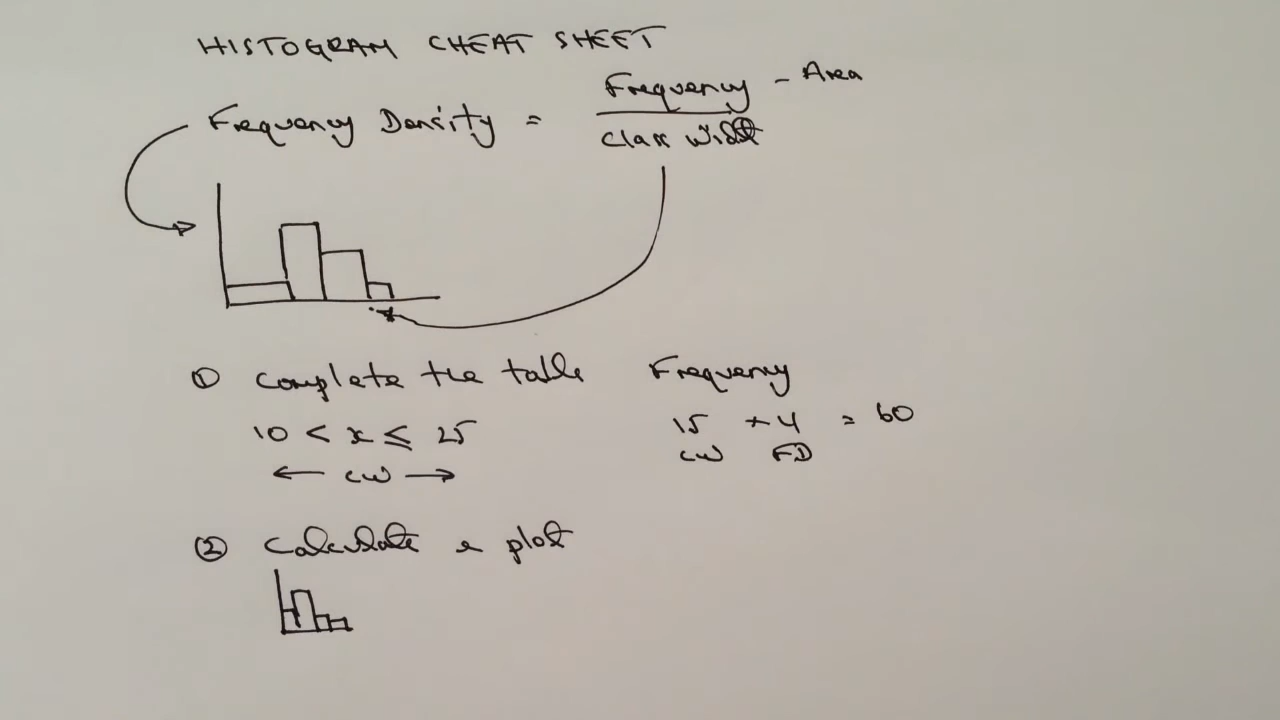 HISTOGRAM CHEAT SHEET
Frequency Density = Frequency - Area
Class Width
① Complete the table Frequency
10 < x ≤ 25 15 × 4 = 60
← CW → CW FD
② Calculate & plot